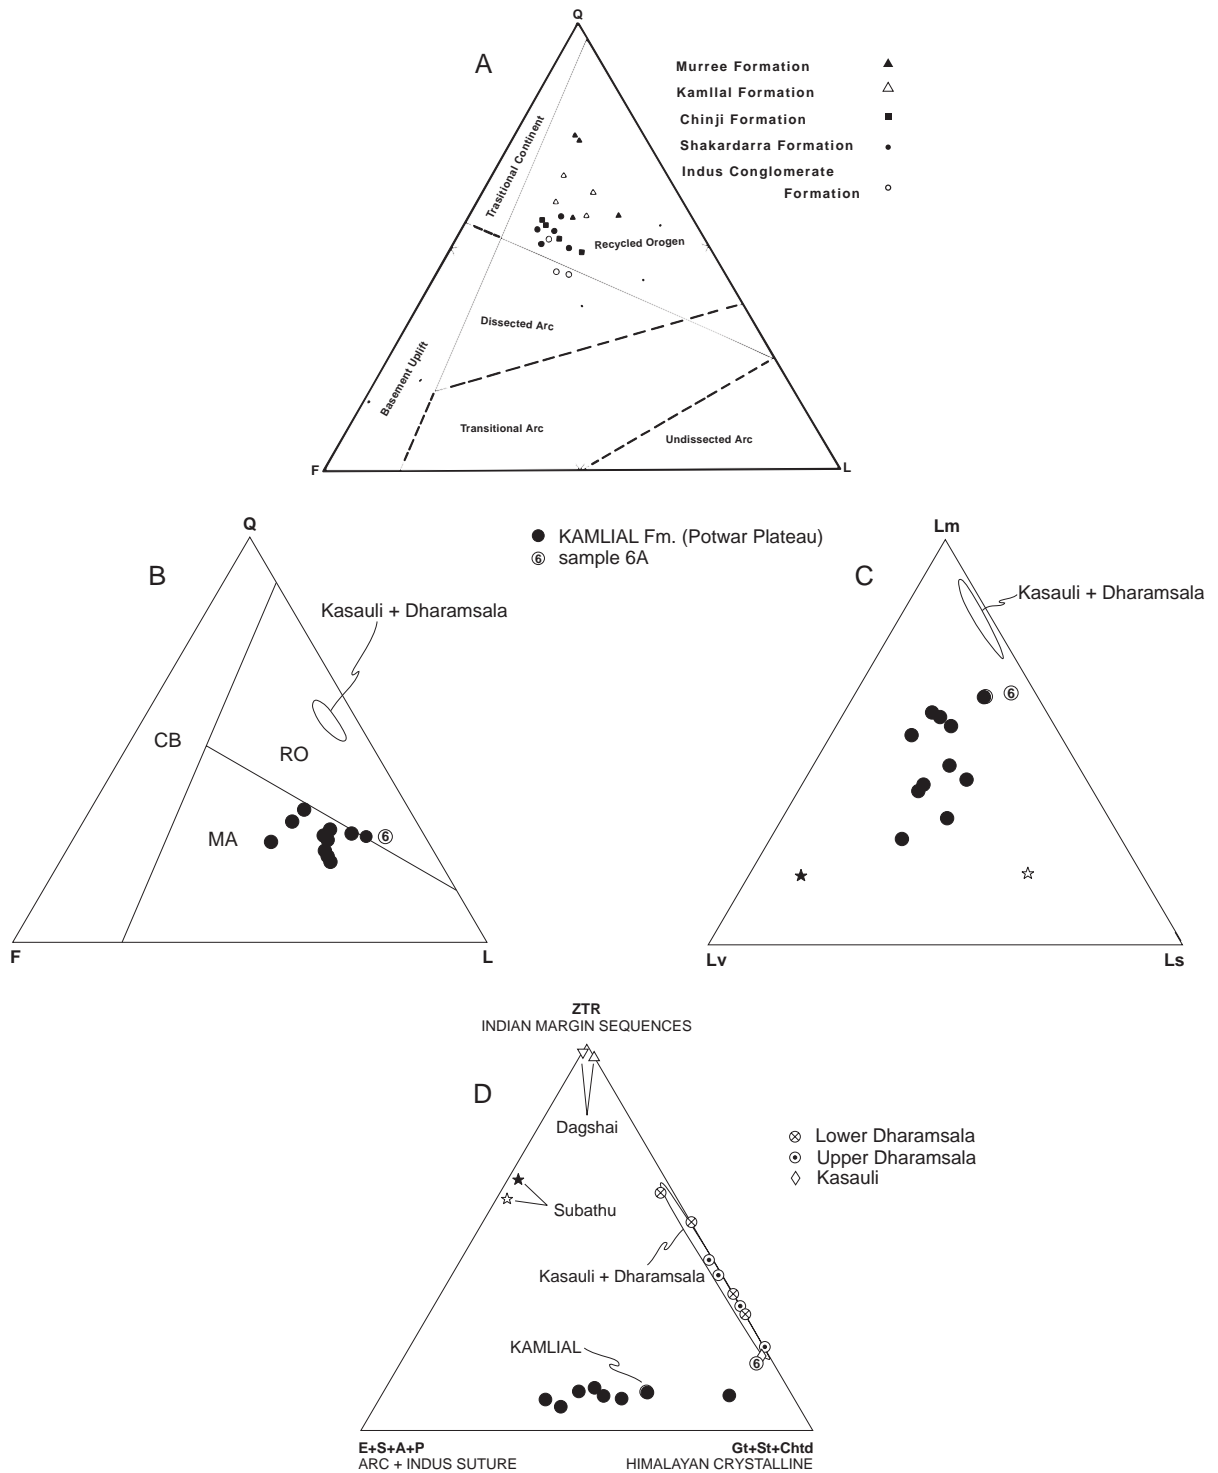 Q
A
Murree Formation
Kamllal Formation
Chinji Formation
Shakardarra Formation
Indus Conglomerate
Formation
Trasitional Continent
Recycled Orogen
Dissected Arc
Basement Uplift
Transitional Arc
Undissected Arc
F
L
Q
B
KAMLIAL Fm. (Potwar Plateau)
6 sample 6A
Kasauli + Dharamsala
CB
RO
MA
6
F
L
Lm
C
Kasauli + Dharamsala
6
Lv
Ls
ZTR
INDIAN MARGIN SEQUENCES
D
Dagshai
Lower Dharamsala
Upper Dharamsala
Kasauli
Subathu
Kasauli + Dharamsala
KAMLIAL
6
E+S+A+P
ARC + INDUS SUTURE
Gt+St+Chtd
HIMALAYAN CRYSTALLINE